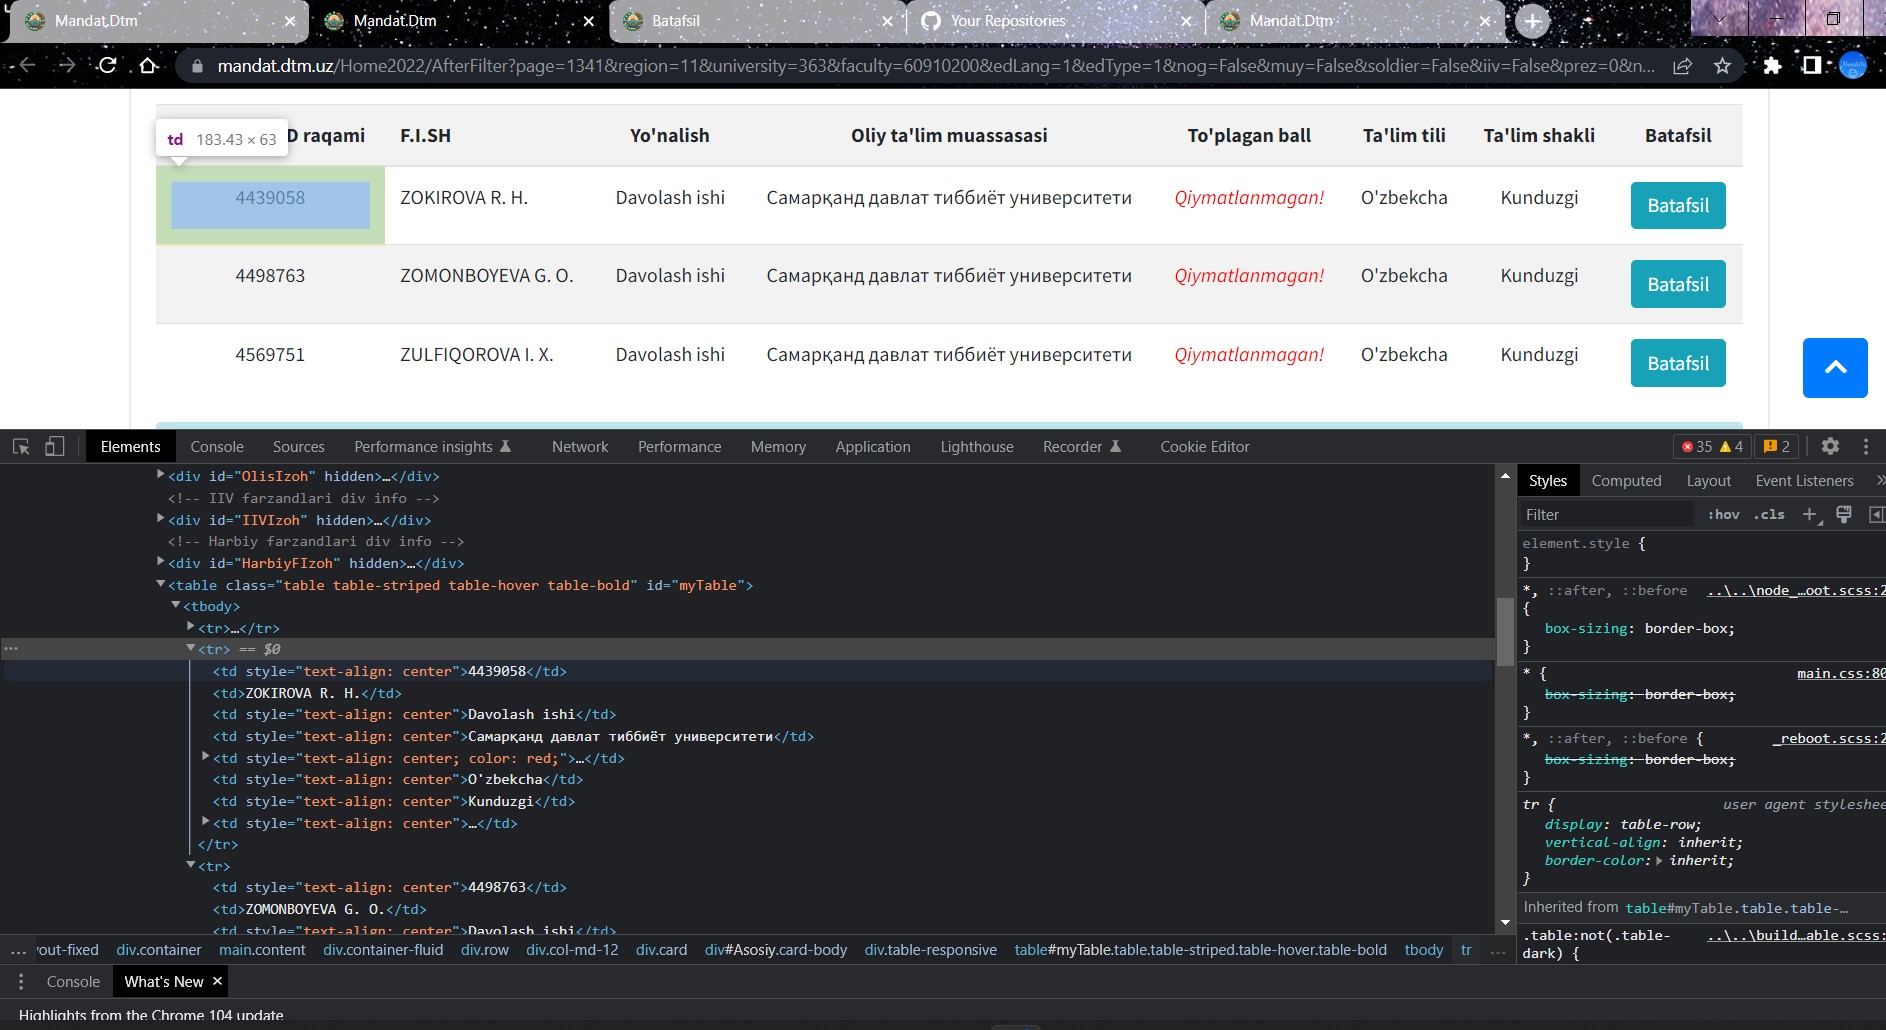 Mandat.Dtm
Mandat.Dtm
Batafsil
Your Repositories
Mandat.Dtm
mandat.dtm.uz/Home2022/AfterFilter?page=1341&region=11&university=363&faculty=60910200&edLang=1&edType=1&nog=False&muy=False&soldier=False&iiv=False&prez=0&n...
td 183.43 × 63
D raqami F.I.SH Yo'nalish Oliy ta'lim muassasasi To'plagan ball Ta'lim tili Ta'lim shakli Batafsil
4439058 ZOKIROVA R. H. Davolash ishi Самарқанд давлат тиббиёт университети Qiymatlanmagan! O'zbekcha Kunduzgi Batafsil
4498763 ZOMONBOYEVA G. O. Davolash ishi Самарқанд давлат тиббиёт университети Qiymatlanmagan! O'zbekcha Kunduzgi Batafsil
4569751 ZULFIQOROVA I. X. Davolash ishi Самарқанд давлат тиббиёт университети Qiymatlanmagan! O'zbekcha Kunduzgi Batafsil
Elements Console Sources Performance insights Network Performance Memory Application Lighthouse Recorder Cookie Editor 35 4 2
<div id="OlisIzoh" hidden>…</div>
<!-- IIV farzandlari div info -->
<div id="IIVIzoh" hidden>…</div>
<!-- Harbiy farzandlari div info -->
<div id="HarbiyFIzoh" hidden>…</div>
<table class="table table-striped table-hover table-bold" id="myTable">
<tbody>
<tr>…</tr>
<tr> == $0
<td style="text-align: center">4439058</td>
<td>ZOKIROVA R. H.</td>
<td style="text-align: center">Davolash ishi</td>
<td style="text-align: center">Самарқанд давлат тиббиёт университети</td>
<td style="text-align: center; color: red;">…</td>
<td style="text-align: center">O'zbekcha</td>
<td style="text-align: center">Kunduzgi</td>
<td style="text-align: center">…</td>
</tr>
<tr>
<td style="text-align: center">4498763</td>
<td>ZOMONBOYEVA G. O.</td>
<td style="text-align: center">Davolash ishi</td>
Styles Computed Layout Event Listeners »
Filter :hov .cls +
element.style {
}
*, ::after, ::before ..\..\node_…oot.scss:2
{
box-sizing: border-box;
}
* { main.css:80
box-sizing: border-box;
}
*, ::after, ::before { _reboot.scss:2
box-sizing: border-box;
}
tr { user agent styleshee
display: table-row;
vertical-align: inherit;
border-color: inherit;
}
Inherited from table#myTable.table.table-…
.table:not(.table- ..\..\build…able.scss:
dark) {
... out-fixed div.container main.content div.container-fluid div.row div.col-md-12 div.card div#Asosiy.card-body div.table-responsive table#myTable.table.table-striped.table-hover.table-bold tbody tr ...
Console What's New ×
Highlights from the Chrome 104 update